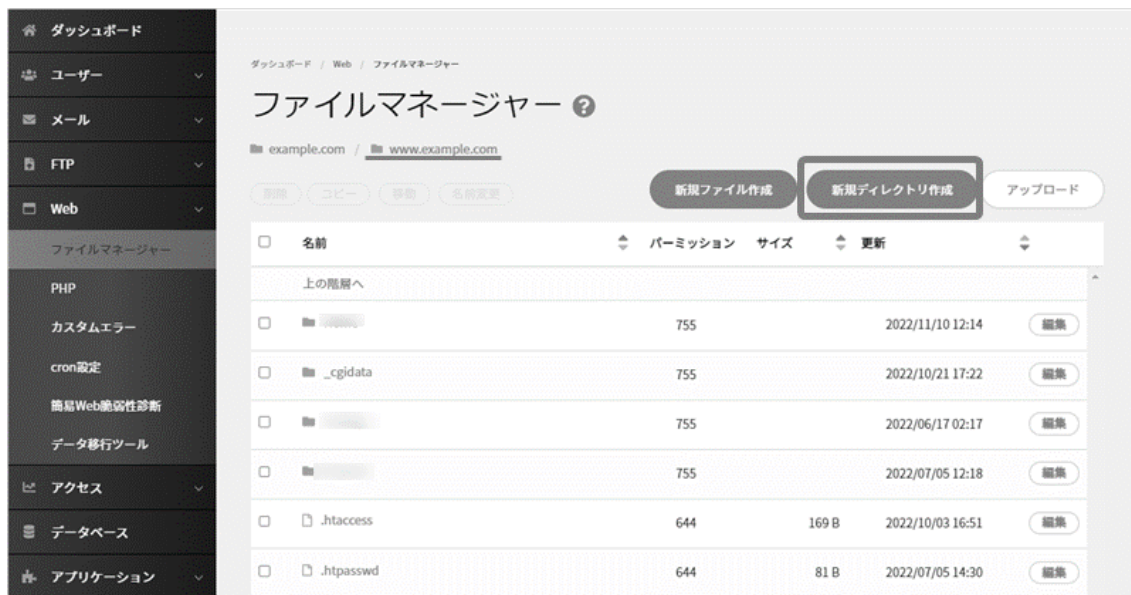 ダッシュボード
ユーザー
メール
FTP
Web
ファイルマネージャー
PHP
カスタムエラー
cron設定
簡易Web脆弱性診断
データ移行ツール
アクセス
データベース
アプリケーション
ダッシュボード / Web / ファイルマネージャー
ファイルマネージャー ?
example.com / www.example.com
削除 コピー 移動 名前変更 新規ファイル作成 新規ディレクトリ作成 アップロード
名前 パーミッション サイズ 更新
上の階層へ
755 2022/11/10 12:14 編集
_cgidata 755 2022/10/21 17:22 編集
755 2022/06/17 02:17 編集
755 2022/07/05 12:18 編集
.htaccess 644 169 B 2022/10/03 16:51 編集
.htpasswd 644 81 B 2022/07/05 14:30 編集